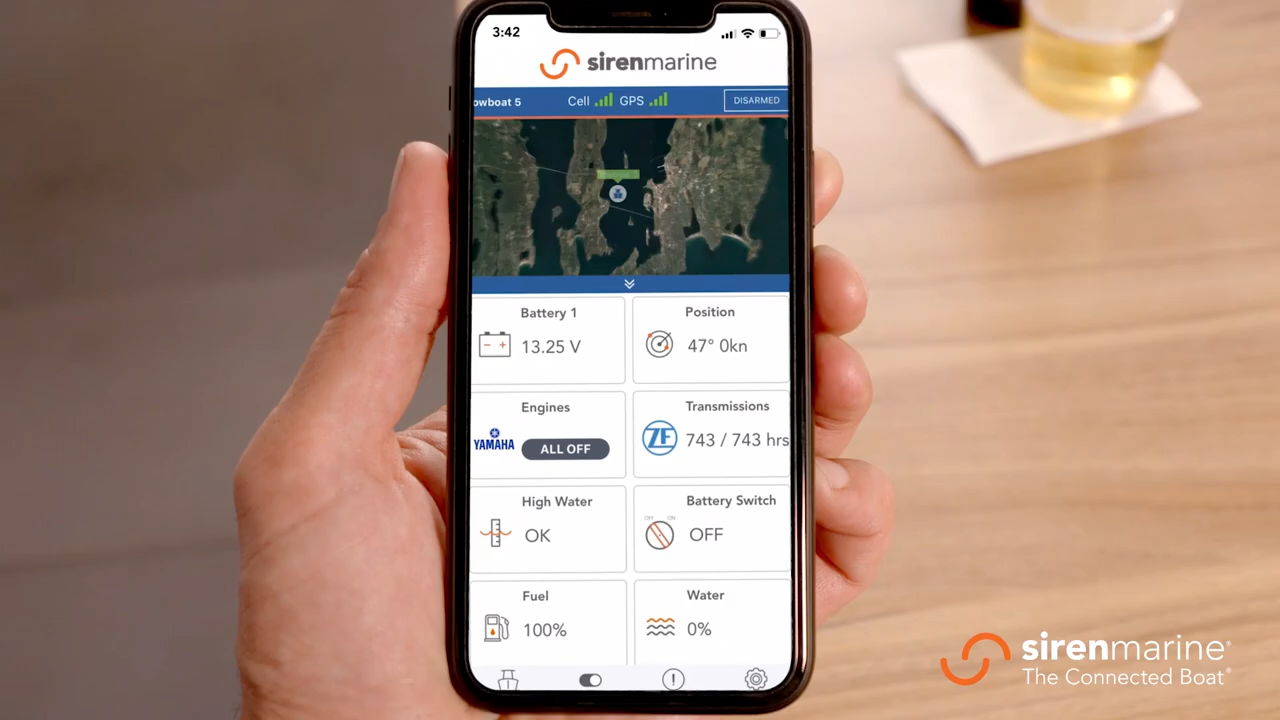 3:42
sirenmarine
owboat 5
Cell GPS
DISARMED
Battery 1
13.25 V
Position
47° 0kn
Engines
YAMAHA
ALL OFF
Transmissions
ZF
743 / 743 hrs
High Water
OK
Battery Switch
OFF ON
OFF
Fuel
100%
Water
0%
sirenmarine®
The Connected Boat®